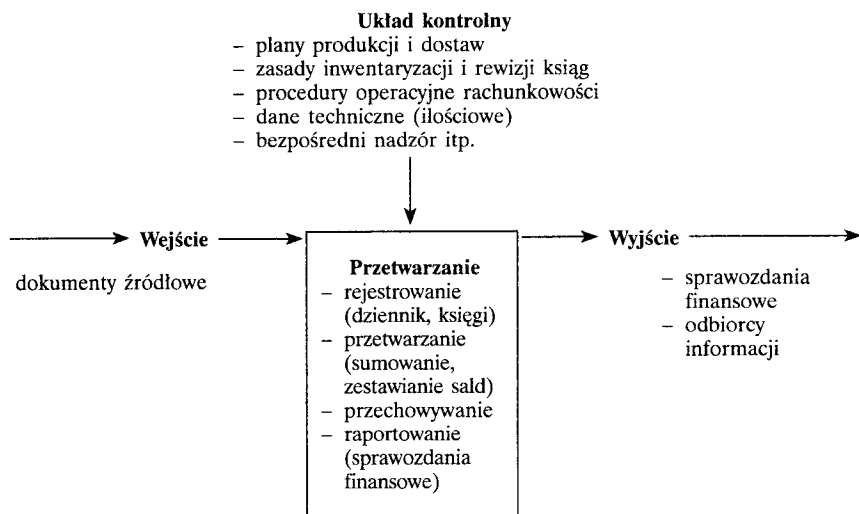 Układ kontrolny
– plany produkcji i dostaw
– zasady inwentaryzacji i rewizji ksiąg
– procedury operacyjne rachunkowości
– dane techniczne (ilościowe)
– bezpośredni nadzór itp.
Wejście
dokumenty źródłowe
Przetwarzanie
– rejestrowanie
(dziennik, księgi)
– przetwarzanie
(sumowanie,
zestawianie sald)
– przechowywanie
– raportowanie
(sprawozdania
finansowe)
Wyjście
– sprawozdania
finansowe
– odbiorcy
informacji